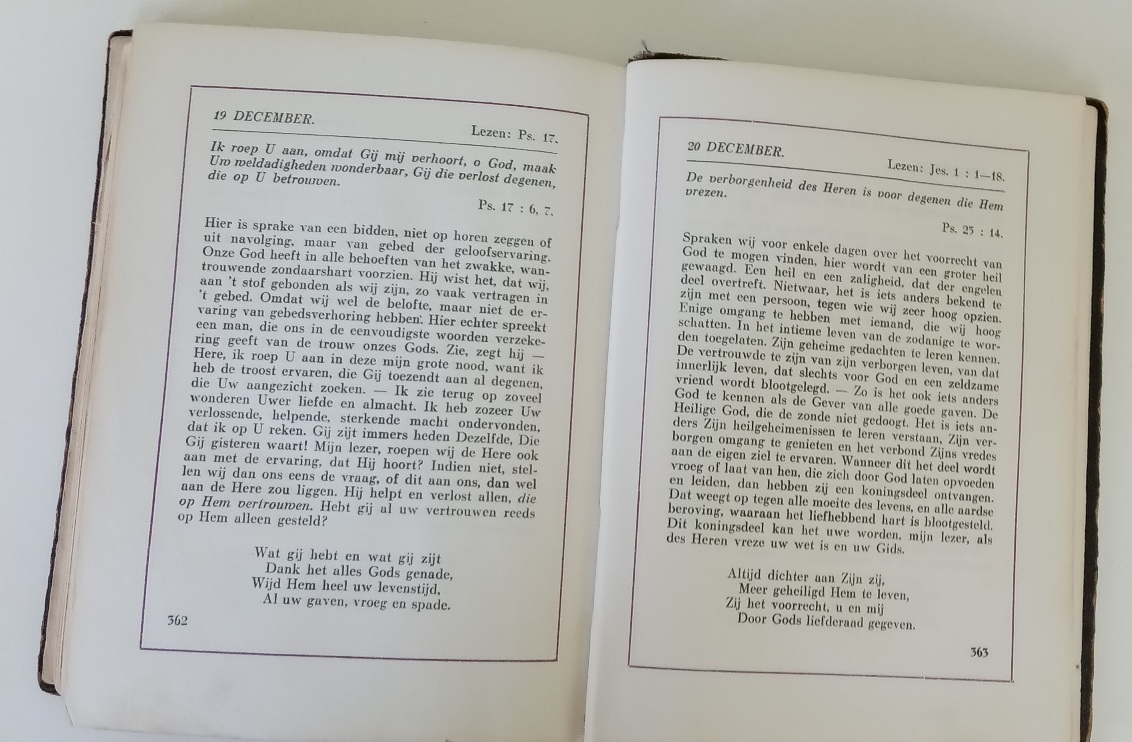 19 DECEMBER.
Lezen: Ps. 17.
Ik roep U aan, omdat Gij mij verhoort, o God, maak
Uw weldadigheden wonderbaar, Gij die verlost degenen,
die op U betrouwen.
Ps. 17 : 6, 7.
Hier is sprake van een bidden, niet op horen zeggen of
uit navolging, maar van gebed der geloofservaring.
Onze God heeft in alle behoeften van het zwakke, wan-
trouwende zondaarshart voorzien. Hij wist het, dat wij,
aan 't stof gebonden als wij zijn, zo vaak vertragen in
't gebed. Omdat wij wel de belofte, maar niet de er-
varing van gebedsverhoring hebben. Hier echter spreekt
een man, die ons in de eenvoudigste woorden verzeke-
ring geeft van de trouw onzes Gods. Zie, zegt hij —
Here, ik roep U aan in deze mijn grote nood, want ik
heb de troost ervaren, die Gij toezendt aan al degenen,
die Uw aangezicht zoeken. — Ik zie terug op zoveel
wonderen Uwer liefde en almacht. Ik heb zozeer Uw
verlossende, helpende, sterkende macht ondervonden,
dat ik op U reken. Gij zijt immers heden Dezelfde, Die
Gij gisteren waart! Mijn lezer, roepen wij de Here ook
aan met de ervaring, dat Hij hoort? Indien niet, stel-
len wij dan ons eens de vraag, of dit aan ons, dan wel
aan de Here zou liggen. Hij helpt en verlost allen, die
op Hem vertrouwen. Hebt gij al uw vertrouwen reeds
op Hem alleen gesteld?
Wat gij hebt en wat gij zijt
Dank het alles Gods genade,
Wijd Hem heel uw levenstijd,
Al uw gaven, vroeg en spade.
362
20 DECEMBER.
Lezen: Jes. 1 : 1—18.
De verborgenheid des Heren is voor degenen die Hem
vrezen.
Ps. 25 : 14.
Spraken wij voor enkele dagen over het voorrecht van
God te mogen vinden, hier wordt van een groter heil
gewaagd. Een heil en een zaligheid, dat der engelen
deel overtreft. Nietwaar, het is iets anders bekend te
zijn met een persoon, tegen wie wij zeer hoog opzien.
Enige omgang te hebben met iemand, die wij hoog
schatten. In het intieme leven van de zodanige te wor-
den toegelaten. Zijn geheime gedachten te leren kennen.
De vertrouwde te zijn van zijn verborgen leven, van dat
innerlijk leven, dat slechts voor God en een zeldzame
vriend wordt blootgelegd. — Zo is het ook iets anders
God te kennen als de Gever van alle goede gaven. De
Heilige God, die de zonde niet gedoogt. Het is iets an-
ders Zijn heilgeheimenissen te leren verstaan, Zijn ver-
borgen omgang te genieten en het verbond Zijns vredes
aan de eigen ziel te ervaren. Wanneer dit het deel wordt
vroeg of laat van hen, die zich door God laten opvoeden
en leiden, dan hebben zij een koningsdeel ontvangen.
Dat weegt op tegen alle moeite des levens, en alle aardse
beroving, waaraan het liefhebbend hart is blootgesteld.
Dit koningsdeel kan het uwe worden, mijn lezer, als
des Heren vreze uw wet is en uw Gids.
Altijd dichter aan Zijn zij,
Meer geheiligd Hem te leven,
Zij het voorrecht, u en mij
Door Gods liefderaad gegeven.
363